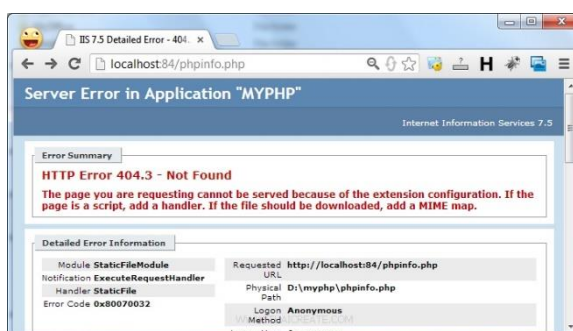 IIS 7.5 Detailed Error - 404.
localhost:84/phpinfo.php
H
Server Error in Application "MYPHP"
Internet Information Services 7.5
Error Summary
HTTP Error 404.3 - Not Found
The page you are requesting cannot be served because of the extension configuration. If the
page is a script, add a handler. If the file should be downloaded, add a MIME map.
Detailed Error Information
Module StaticFileModule
Notification ExecuteRequestHandler
Handler StaticFile
Error Code 0x80070032
Requested URL http://localhost:84/phpinfo.php
Physical Path D:\myphp\phpinfo.php
Logon Method Anonymous